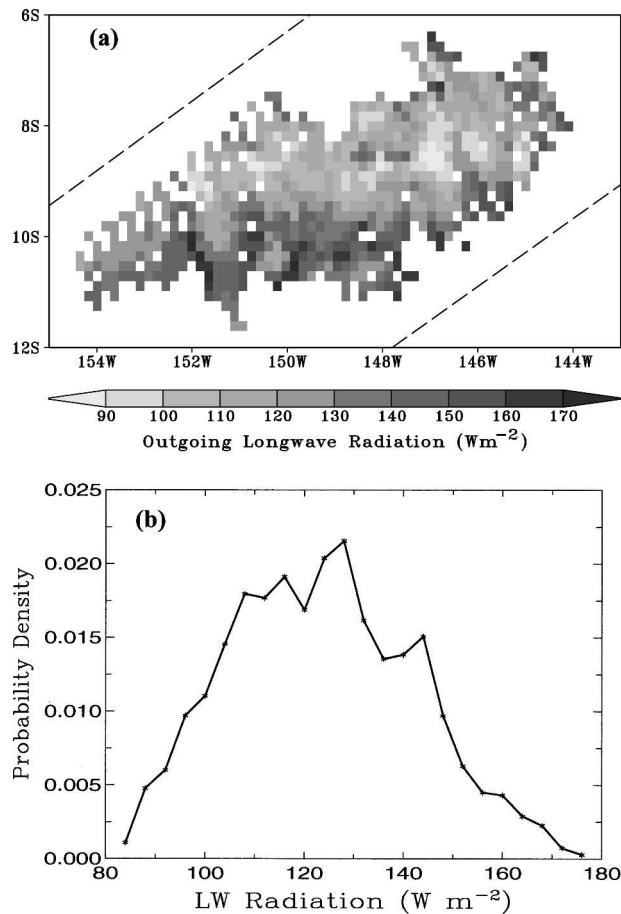 (a)
6S
8S
10S
12S
154W 152W 150W 148W 146W 144W
90 100 110 120 130 140 150 160 170
Outgoing Longwave Radiation (Wm⁻²)
(b)
0.025
0.020
0.015
0.010
0.005
0.000
Probability Density
80 100 120 140 160 180
LW Radiation (W m⁻²)